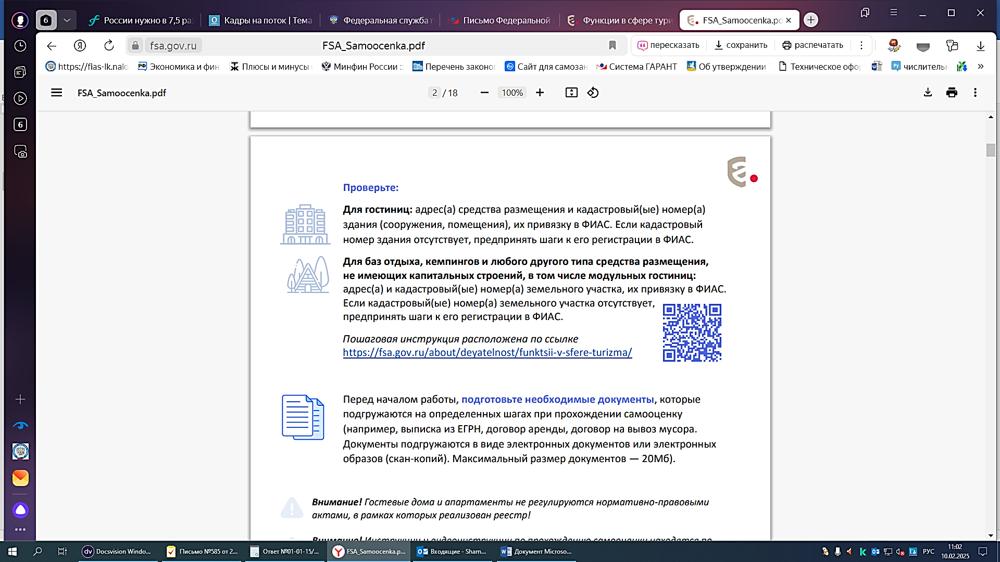 6
России нужно в 7,5 раз
Кадры на поток | Тема
Федеральная служба п
Письмо Федеральной
Функции в сфере тури
FSA_Samoocenka.pd
fsa.gov.ru
FSA_Samoocenka.pdf
пересказать
сохранить
распечатать
https://fias-lk.nalo
Экономика и фин
Плюсы и минусы
Минфин России ::
Перечень законо
Сайт для самозан
Система ГАРАНТ
Об утверждении
Техническое офо
числительн
FSA_Samoocenka.pdf
2 / 18
100%
6
Проверьте:
Для гостиниц: адрес(а) средства размещения и кадастровый(ые) номер(а)
здания (сооружения, помещения), их привязку в ФИАС. Если кадастровый
номер здания отсутствует, предпринять шаги к его регистрации в ФИАС.
Для баз отдыха, кемпингов и любого другого типа средства размещения,
не имеющих капитальных строений, в том числе модульных гостиниц:
адрес(а) и кадастровый(ые) номер(а) земельного участка, их привязку в ФИАС.
Если кадастровый(ые) номер(а) земельного участка отсутствует,
предпринять шаги к его регистрации в ФИАС.
Пошаговая инструкция расположена по ссылке
https://fsa.gov.ru/about/deyatelnost/funktsii-v-sfere-turizma/
Перед началом работы, подготовьте необходимые документы, которые
подгружаются на определенных шагах при прохождении самооценку
(например, выписка из ЕГРН, договор аренды, договор на вывоз мусора.
Документы подгружаются в виде электронных документов или электронных
образов (скан-копий). Максимальный размер документов — 20Мб).
Внимание! Гостевые дома и апартаменты не регулируются нормативно-правовыми
актами, в рамках которых реализован реестр!
Внимание! Инструкции и видеоинструкции по прохождению самооценки находятся по
Docsvision Windo...
Письмо №585 от 2...
Ответ №01-01-15/...
FSA_Samoocenka.p...
Входящие - Sham...
Документ Microso...
РУС
11:02
10.02.2025